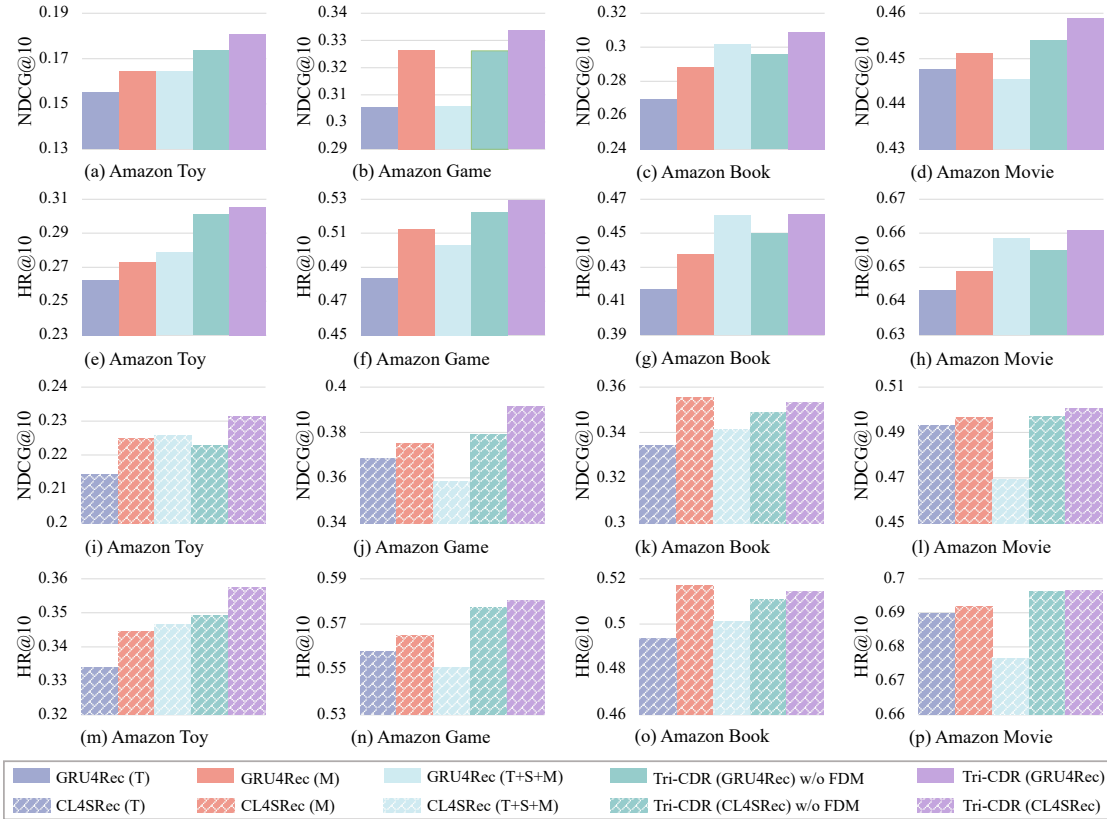 NDCG@10
0.19
0.17
0.15
0.13
(a) Amazon Toy
NDCG@10
0.34
0.33
0.31
0.3
0.29
(b) Amazon Game
NDCG@10
0.32
0.3
0.28
0.26
0.24
(c) Amazon Book
NDCG@10
0.46
0.45
0.44
0.43
(d) Amazon Movie
HR@10
0.31
0.29
0.27
0.25
0.23
(e) Amazon Toy
HR@10
0.53
0.51
0.49
0.47
0.45
(f) Amazon Game
HR@10
0.47
0.45
0.43
0.41
0.39
(g) Amazon Book
HR@10
0.67
0.66
0.65
0.64
0.63
(h) Amazon Movie
NDCG@10
0.24
0.23
0.22
0.21
0.2
(i) Amazon Toy
NDCG@10
0.4
0.38
0.36
0.34
(j) Amazon Game
NDCG@10
0.36
0.34
0.32
0.3
(k) Amazon Book
NDCG@10
0.51
0.49
0.47
0.45
(l) Amazon Movie
HR@10
0.36
0.35
0.34
0.33
0.32
(m) Amazon Toy
HR@10
0.59
0.57
0.55
0.53
(n) Amazon Game
HR@10
0.52
0.5
0.48
0.46
(o) Amazon Book
HR@10
0.7
0.69
0.68
0.67
0.66
(p) Amazon Movie
GRU4Rec (T)
GRU4Rec (M)
GRU4Rec (T+S+M)
Tri-CDR (GRU4Rec) w/o FDM
Tri-CDR (GRU4Rec)
CL4SRec (T)
CL4SRec (M)
CL4SRec (T+S+M)
Tri-CDR (CL4SRec) w/o FDM
Tri-CDR (CL4SRec)